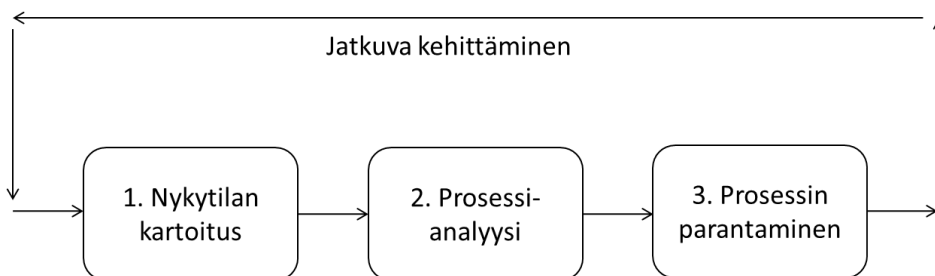 Jatkuva kehittäminen
1. Nykytilan
kartoitus
2. Prosessi-
analyysi
3. Prosessin
parantaminen